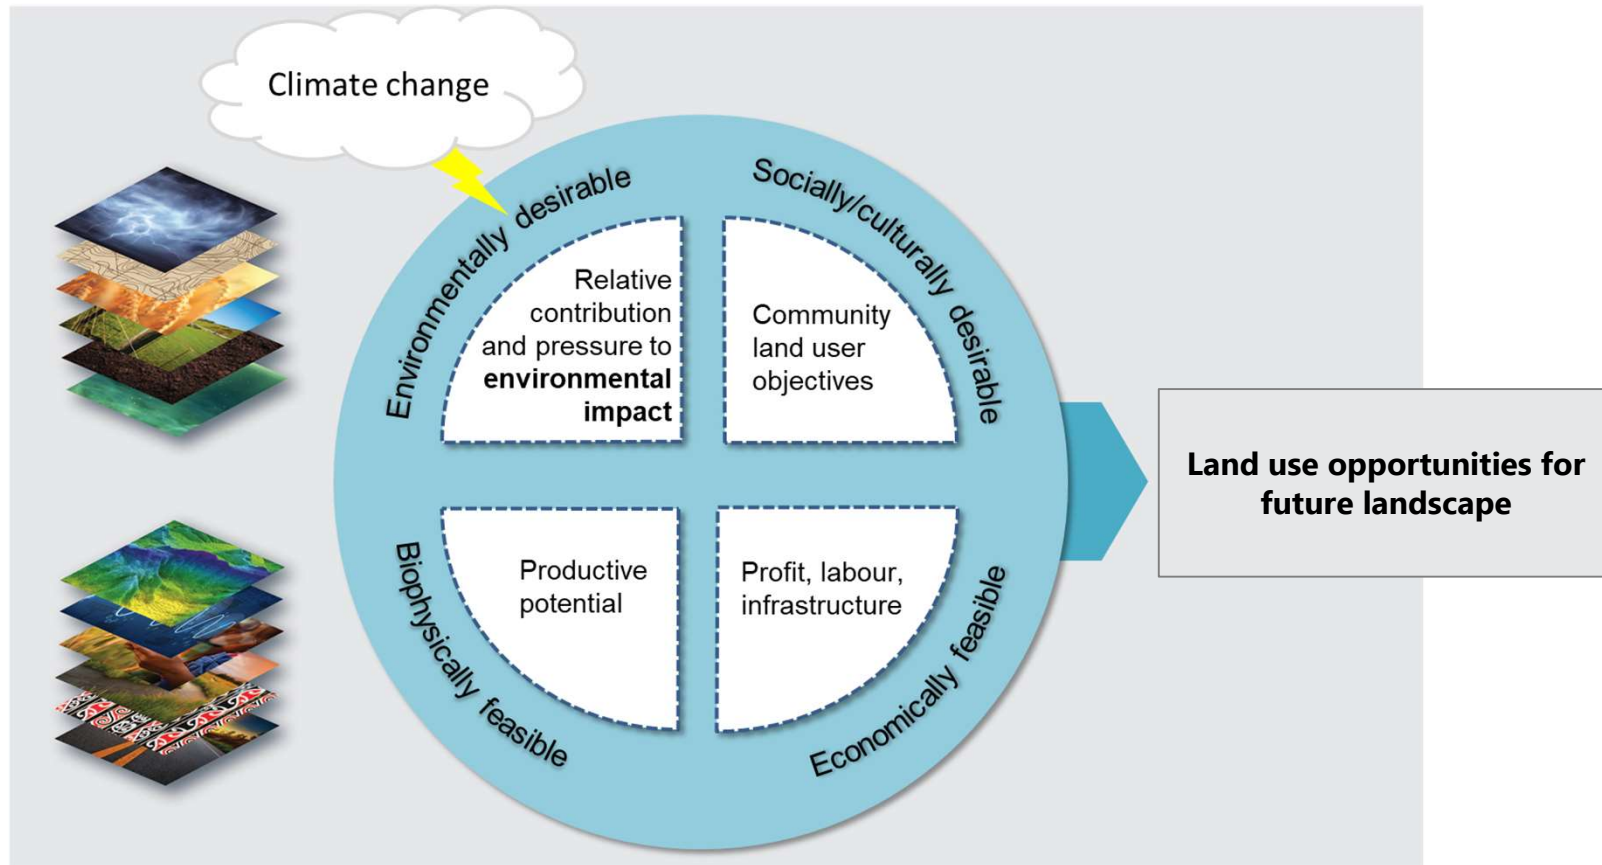 Climate change
Environmentally desirable
Socially/culturally desirable
Relative
contribution
and pressure to
environmental
impact
Community
land user
objectives
Land use opportunities for
future landscape
Productive
potential
Profit, labour,
infrastructure
Biophysically feasible
Economically feasible